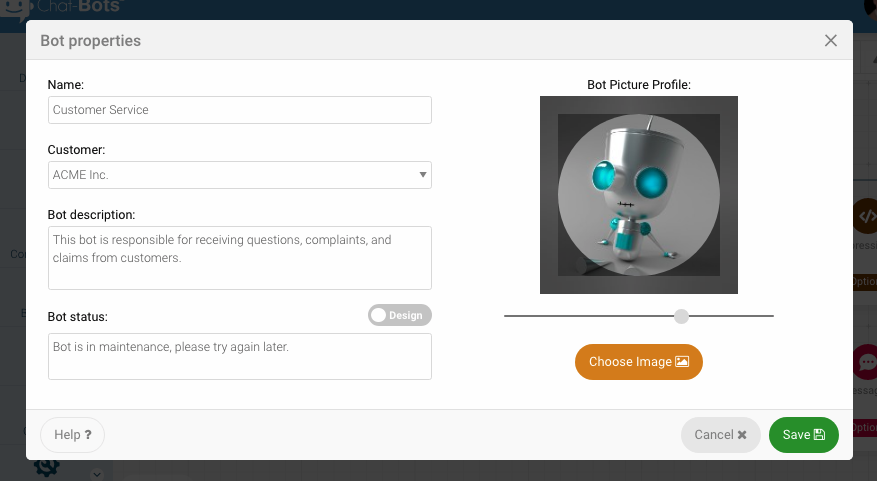 Chat-Bots
Bot properties
Name:
Customer Service
Customer:
ACME Inc.
Bot description:
This bot is responsible for receiving questions, complaints, and
claims from customers.
Bot status:
Design
Bot is in maintenance, please try again later.
Bot Picture Profile:
Choose Image
Help ?
Cancel
Save